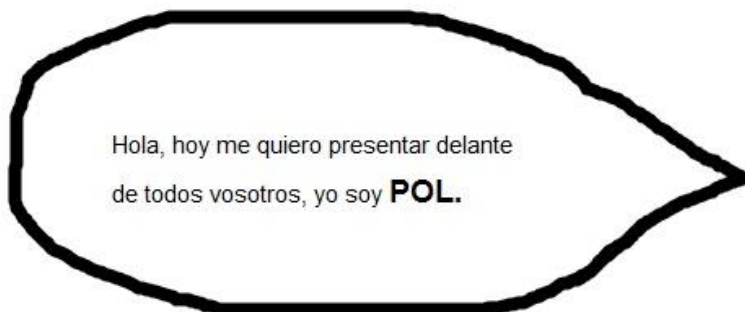 Hola, hoy me quiero presentar delante
de todos vosotros, yo soy POL.